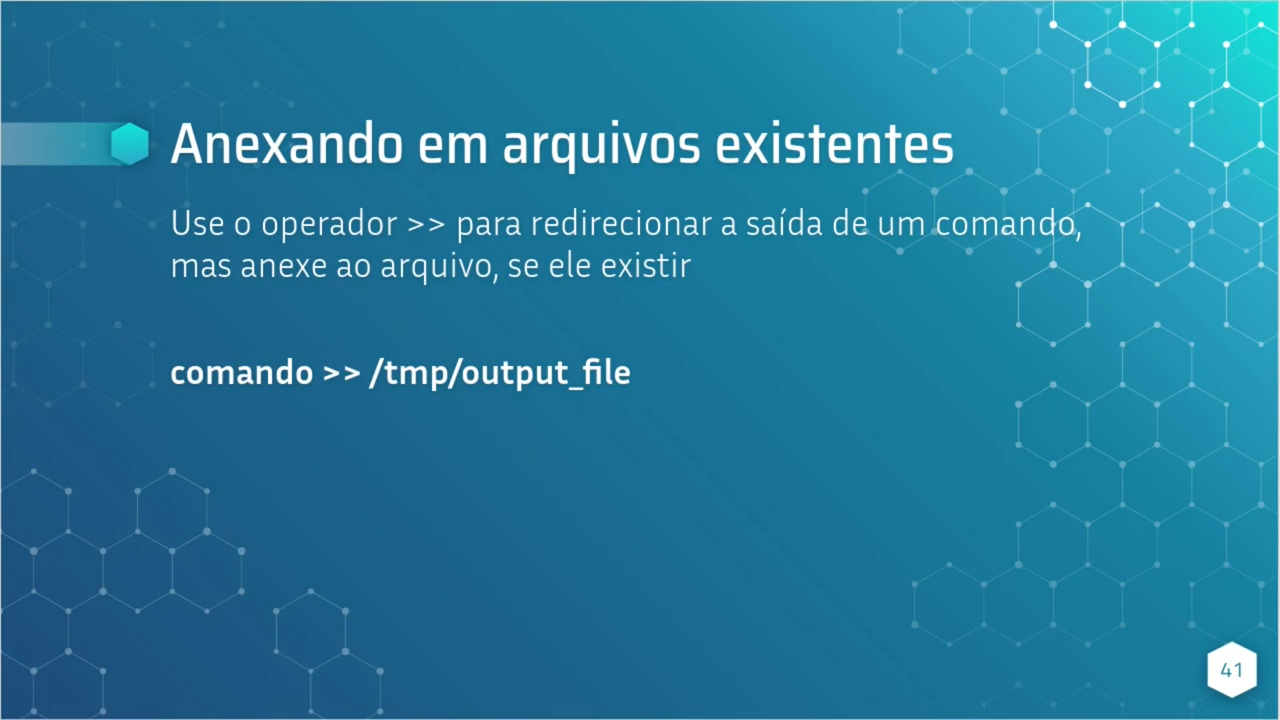 Anexando em arquivos existentes
Use o operador >> para redirecionar a saída de um comando,
mas anexe ao arquivo, se ele existir
comando >> /tmp/output_file
41